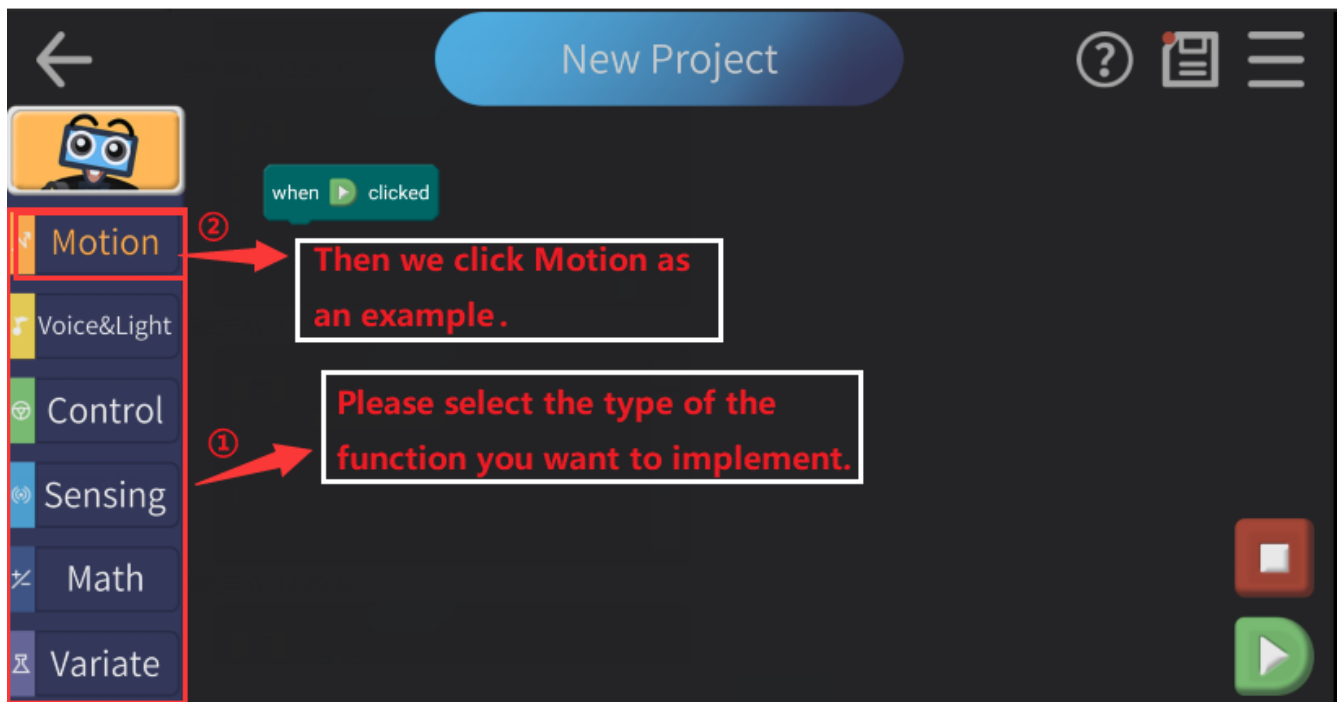 New Project
when clicked
Motion
②
Then we click Motion as
an example.
Voice&Light
Control
①
Please select the type of the
function you want to implement.
Sensing
Math
Variate